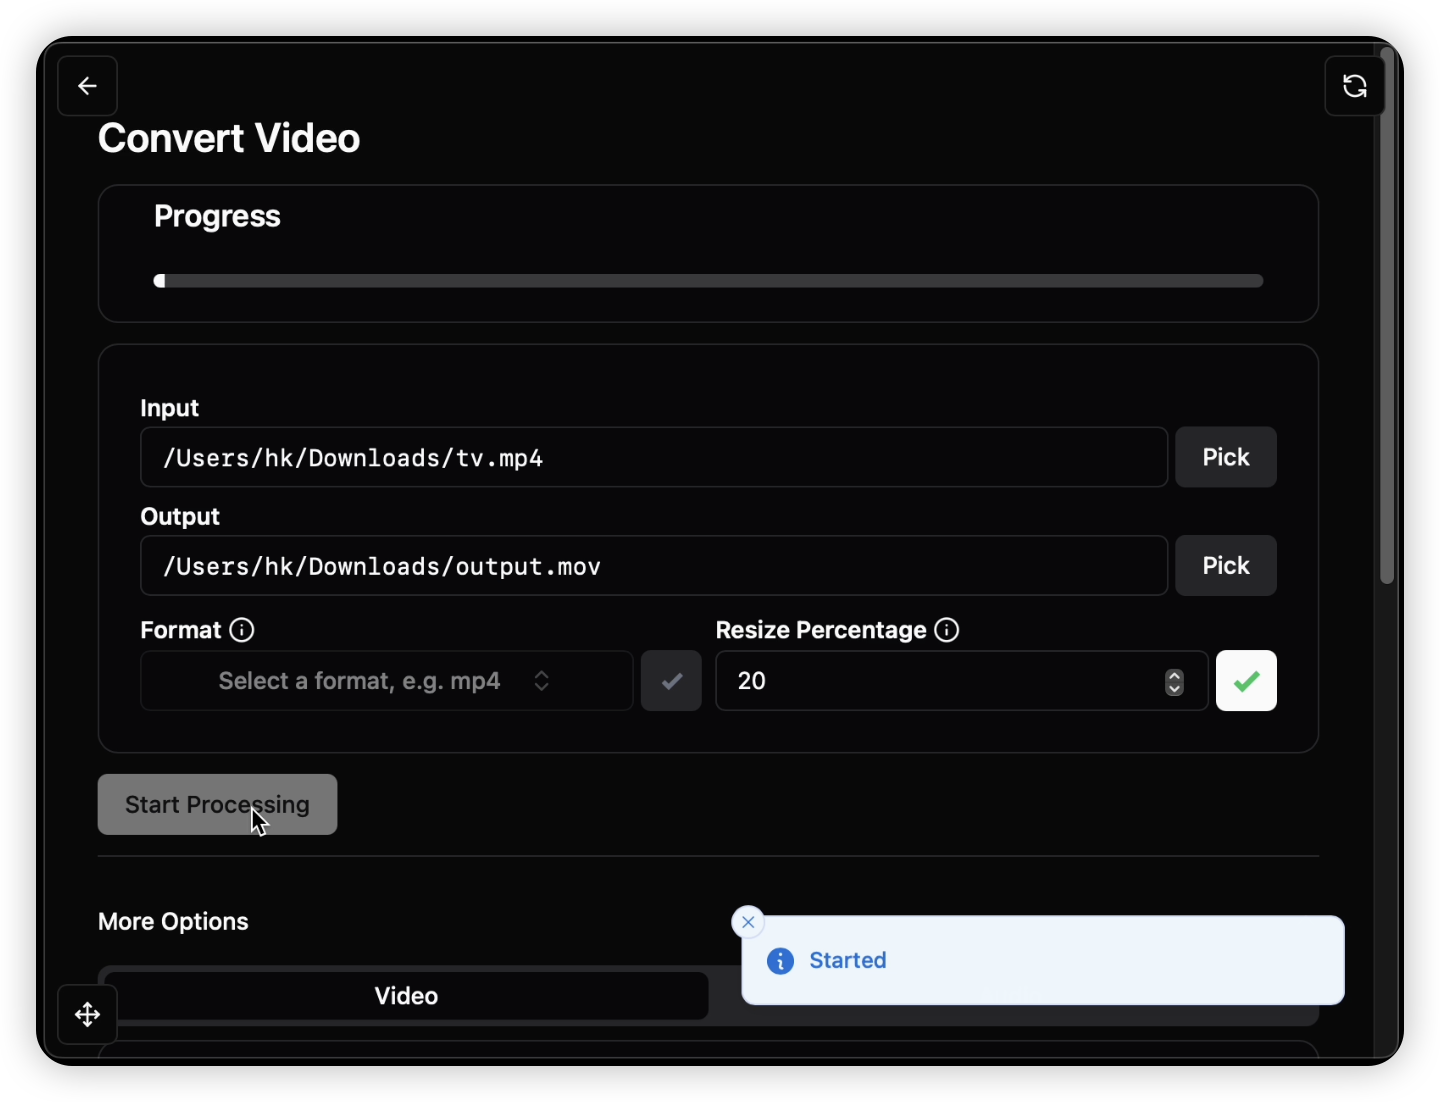 Convert Video
Progress
Input
/Users/hk/Downloads/tv.mp4
Pick
Output
/Users/hk/Downloads/output.mov
Pick
Format
Resize Percentage
Select a format, e.g. mp4
20
Start Processing
More Options
Started
Video